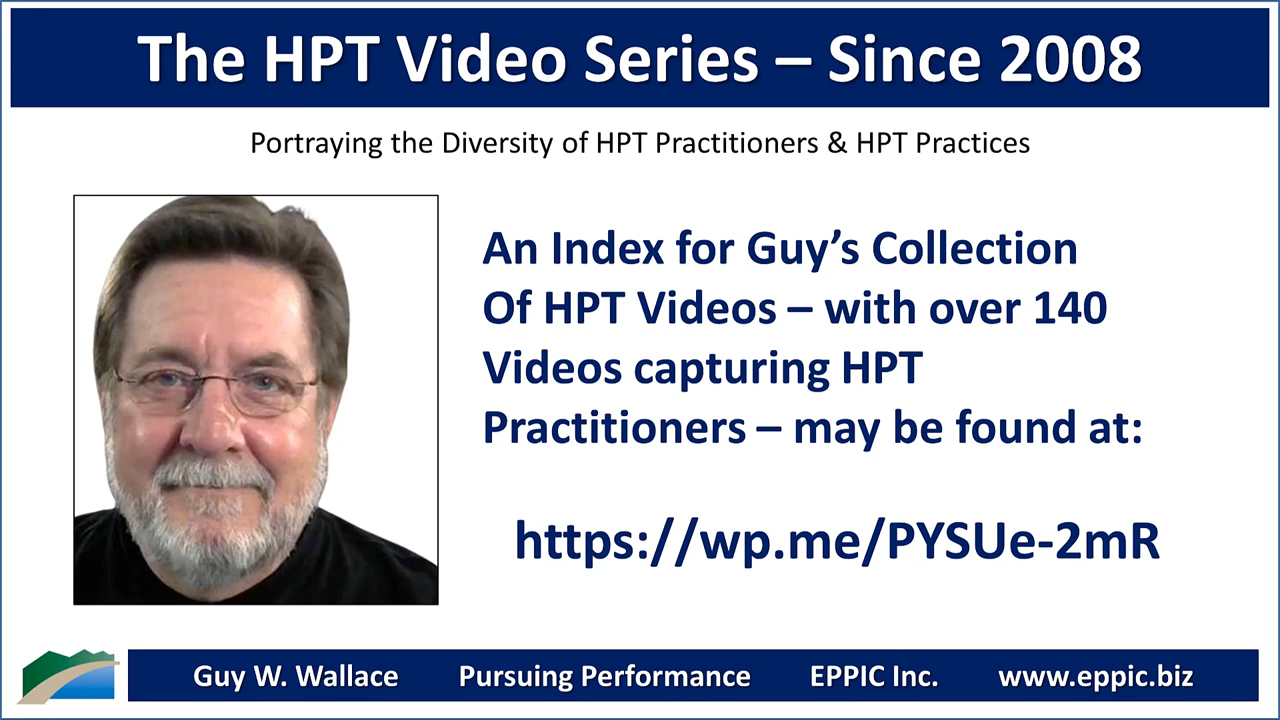 The HPT Video Series – Since 2008
Portraying the Diversity of HPT Practitioners & HPT Practices
An Index for Guy’s Collection
Of HPT Videos – with over 140
Videos capturing HPT
Practitioners – may be found at:
https://wp.me/PYSUe-2mR
Guy W. Wallace Pursuing Performance EPPIC Inc. www.eppic.biz